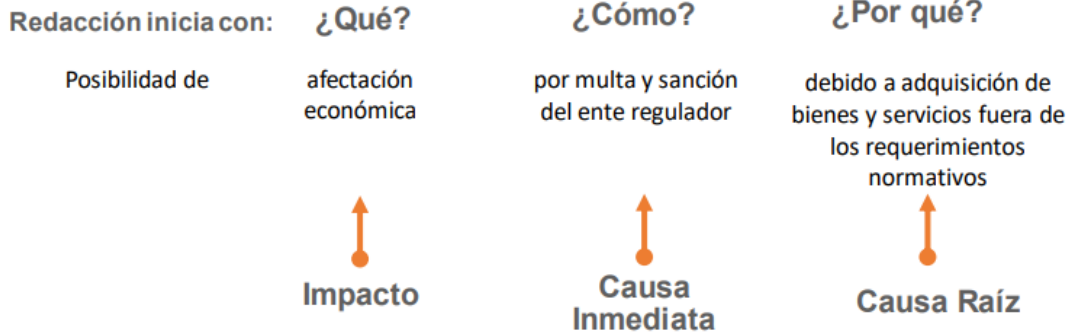 Redacción inicia con:
¿Qué?
¿Cómo?
¿Por qué?
Posibilidad de
afectación
económica
por multa y sanción
del ente regulador
debido a adquisición de
bienes y servicios fuera de
los requerimientos
normativos
Impacto
Causa
Inmediata
Causa Raíz